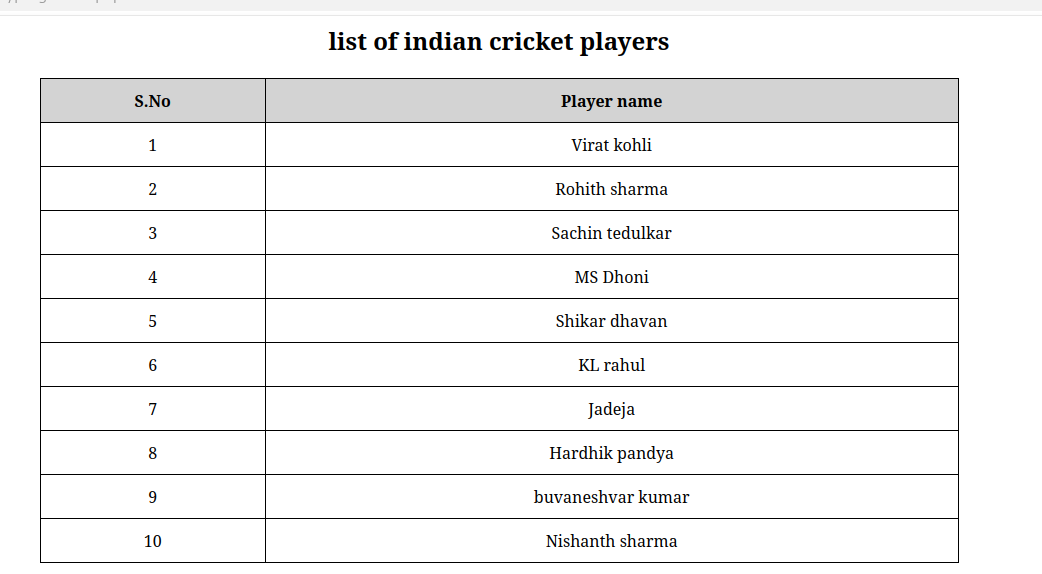 list of indian cricket players
S.No Player name
1 Virat kohli
2 Rohith sharma
3 Sachin tedulkar
4 MS Dhoni
5 Shikar dhavan
6 KL rahul
7 Jadeja
8 Hardhik pandya
9 buvaneshvar kumar
10 Nishanth sharma